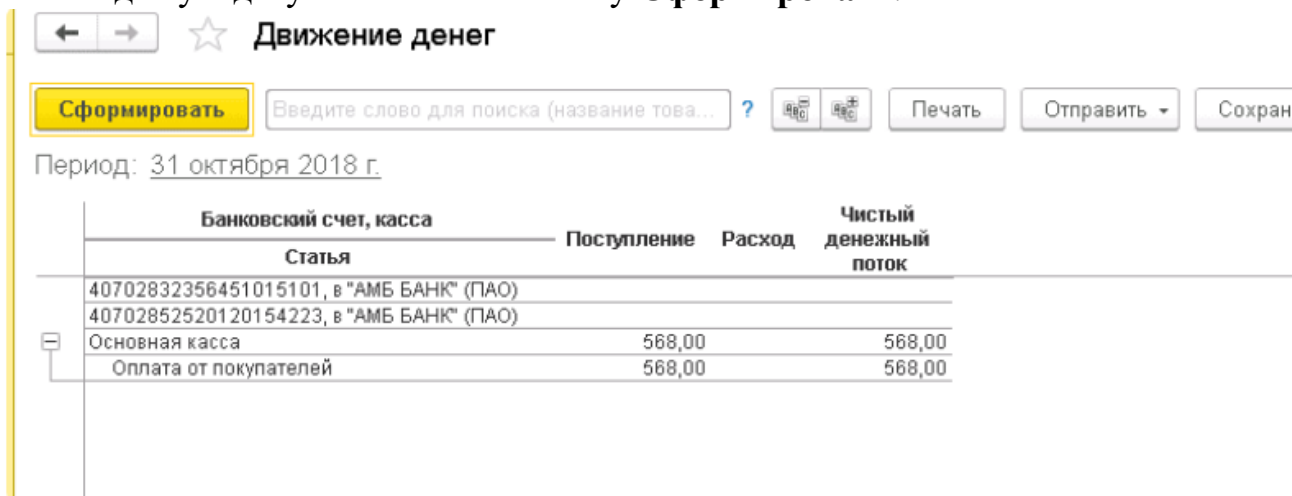 Движение денег
Сформировать
Введите слово для поиска (название това...
?
Печать
Отправить
Сохран
Период: 31 октября 2018 г.
Банковский счет, касса
Статья
Поступление
Расход
Чистый
денежный
поток
40702832356451015101, в "АМБ БАНК" (ПАО)
40702852520120154223, в "АМБ БАНК" (ПАО)
Основная касса 568,00 568,00
Оплата от покупателей 568,00 568,00